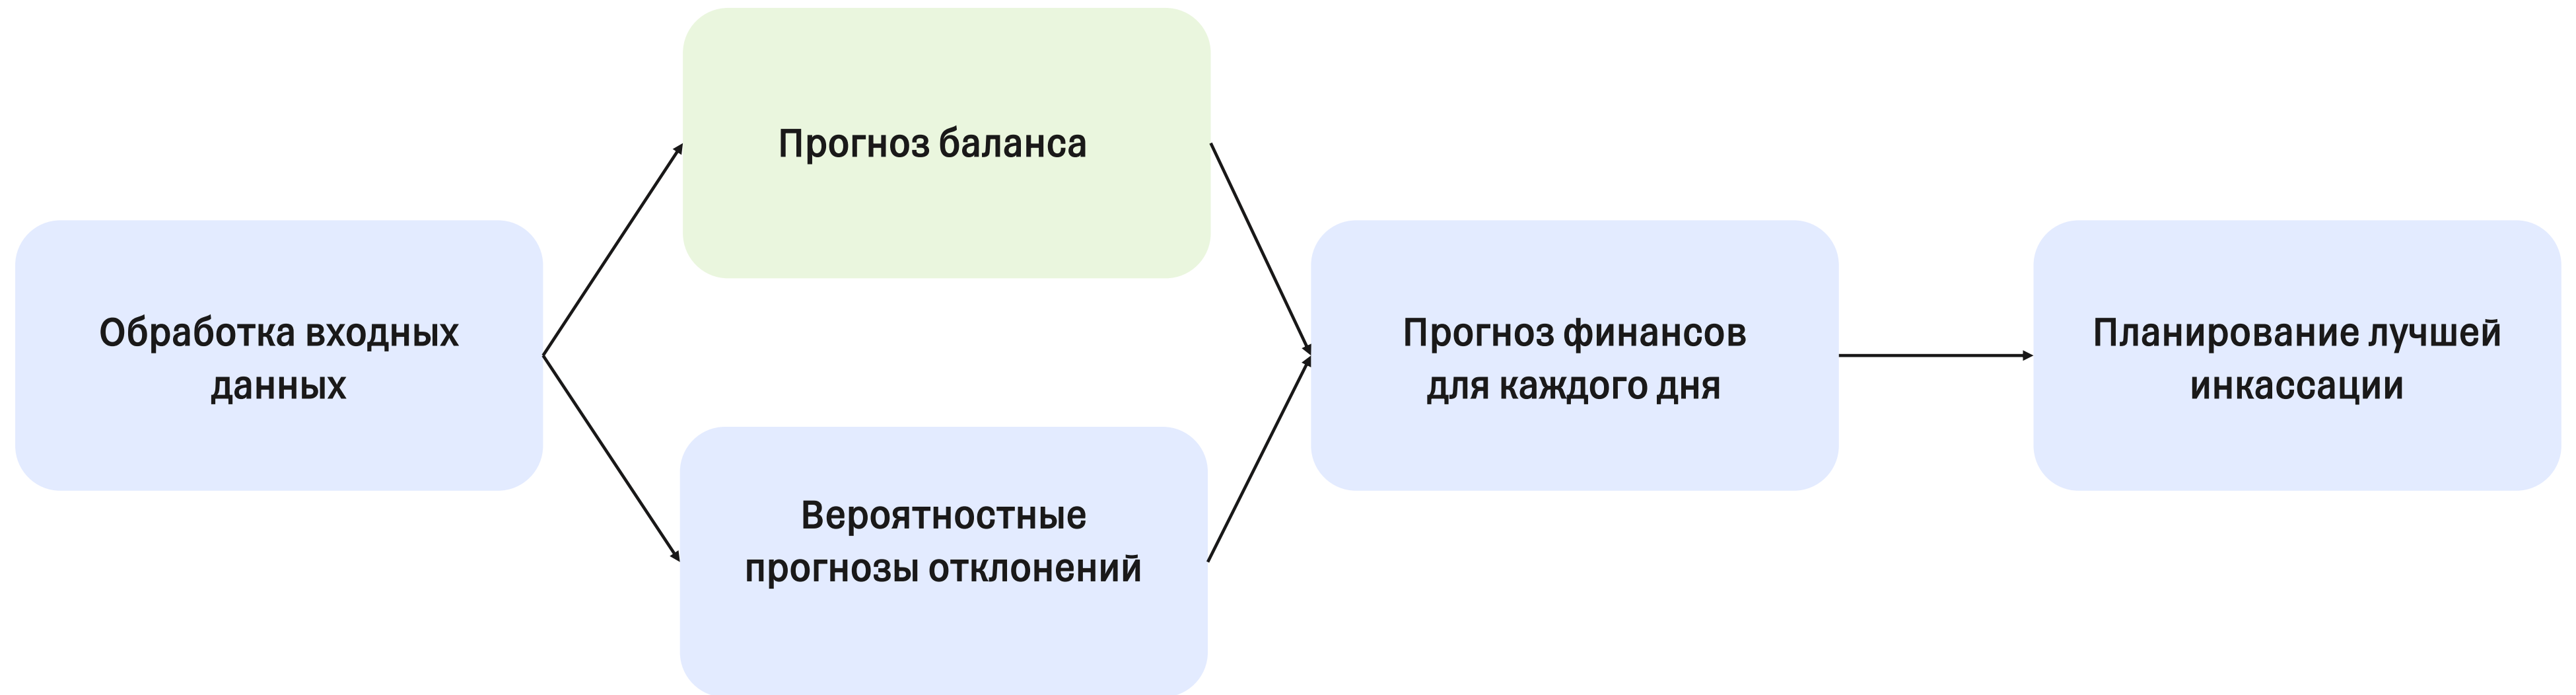 Прогноз баланса
Обработка входных
данных
Вероятностные
прогнозы отклонений
Прогноз финансов
для каждого дня
Планирование лучшей
инкассации